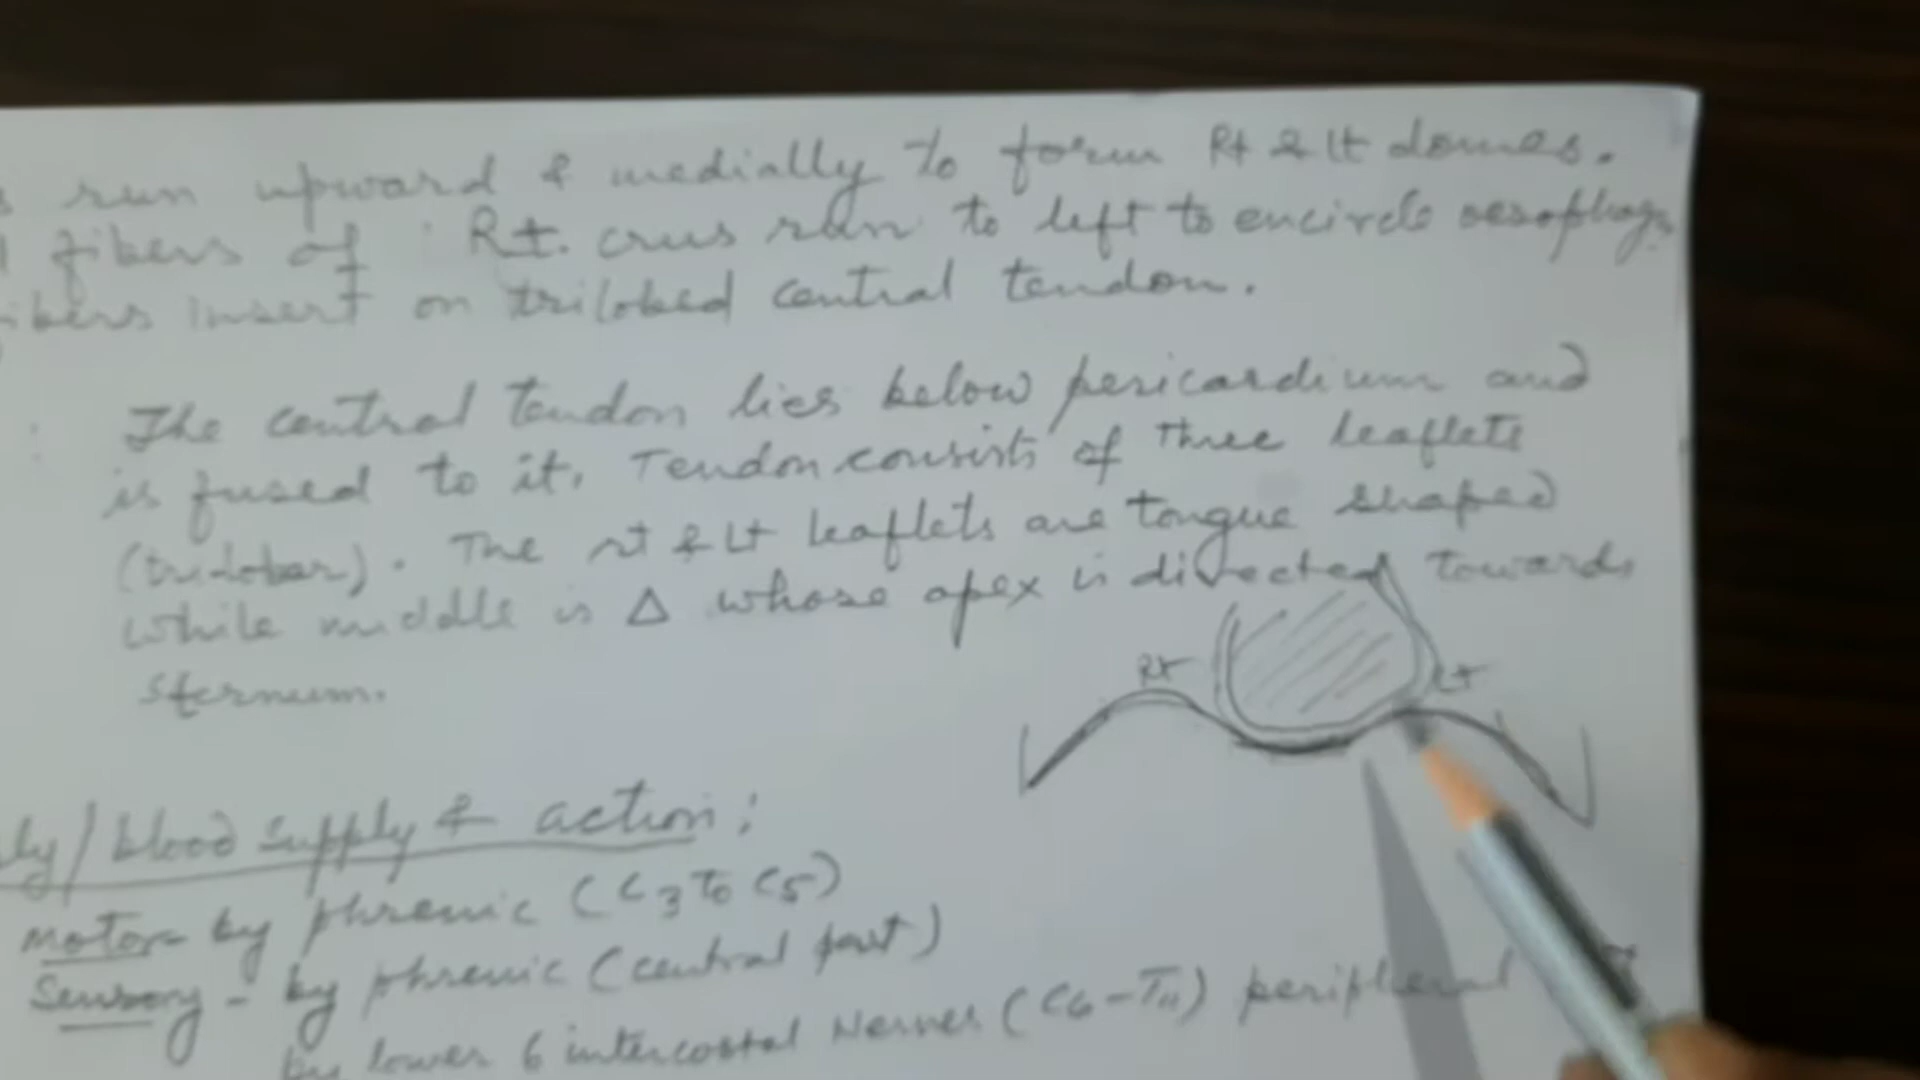 run upward & medially to form Rt & lt domes.
fibers of Rt. crus run to left to encircle oesophagus
insert on trilobed central tendon.
The central tendon lies below pericardium and
is fused to it. Tendon consists of three leaflets
(trilobar). The rt & Lt leaflets are tongue shaped
while middle is Δ whose apex is directed towards
sternum.
Rt
Lt
/ blood supply & action:
Motor by phrenic (C3 To C5)
Sensory - by phrenic (central part)
by lower 6 intercostal Nerves (C6-T11) peripheral